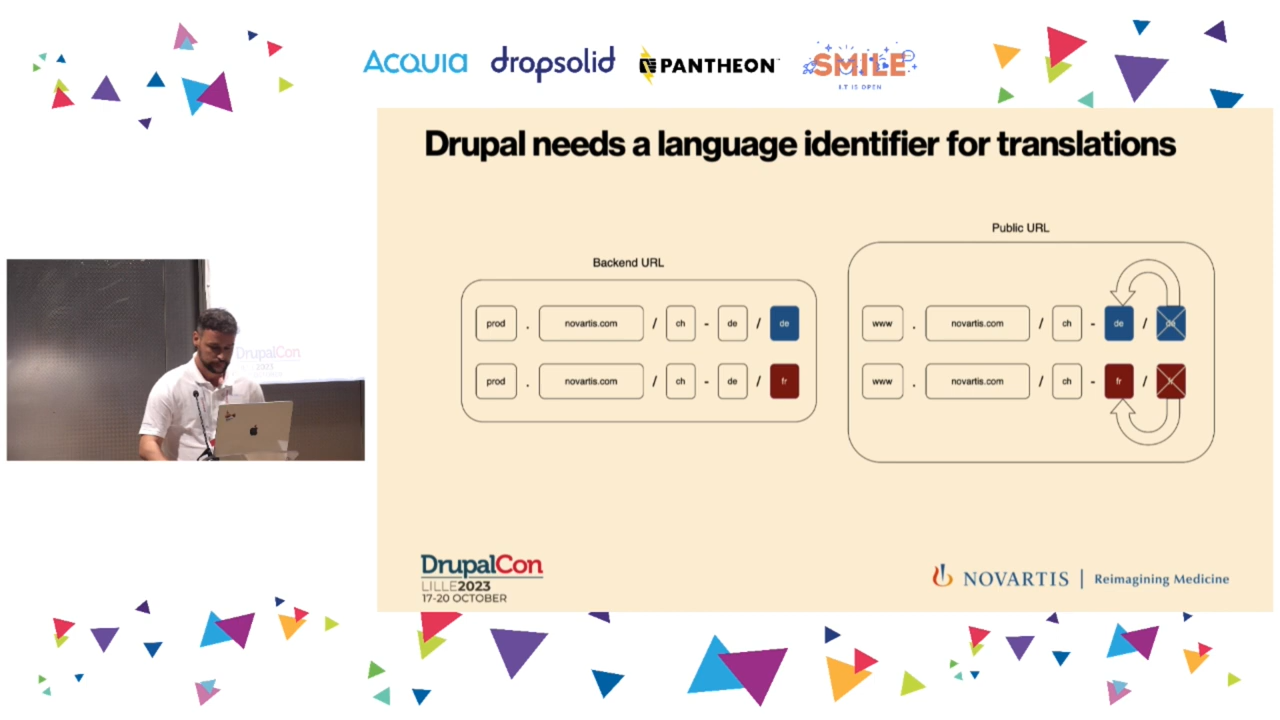 ACQUIA dropsolid PANTHEON SMILE
I.T IS OPEN
Drupal needs a language identifier for translations
Public URL
Backend URL
prod . novartis.com / ch - de / de
www . novartis.com / ch - de / de
prod . novartis.com / ch - de / fr
www . novartis.com / ch - fr /
DrupalCon
2023
DrupalCon
LILLE2023
17-20 OCTOBER
NOVARTIS | Reimagining Medicine